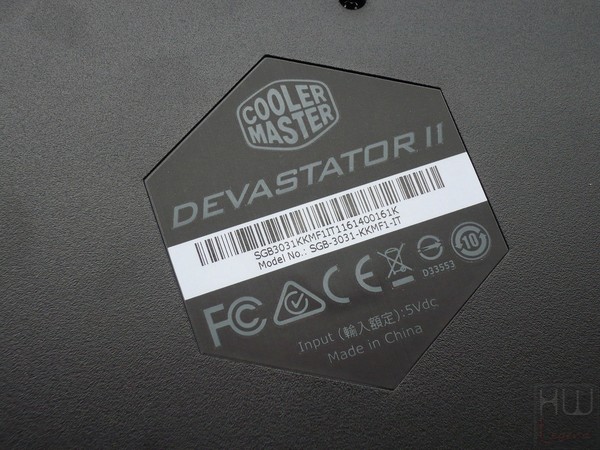 COOLER
MASTER
DEVASTATOR II
SGB3031KKMF1IT1161400161K
Model No.: SGB-3031-KKMF1-IT
FC CE
D33553
10
Input (輸入額定):5Vdc
Made in China
HW